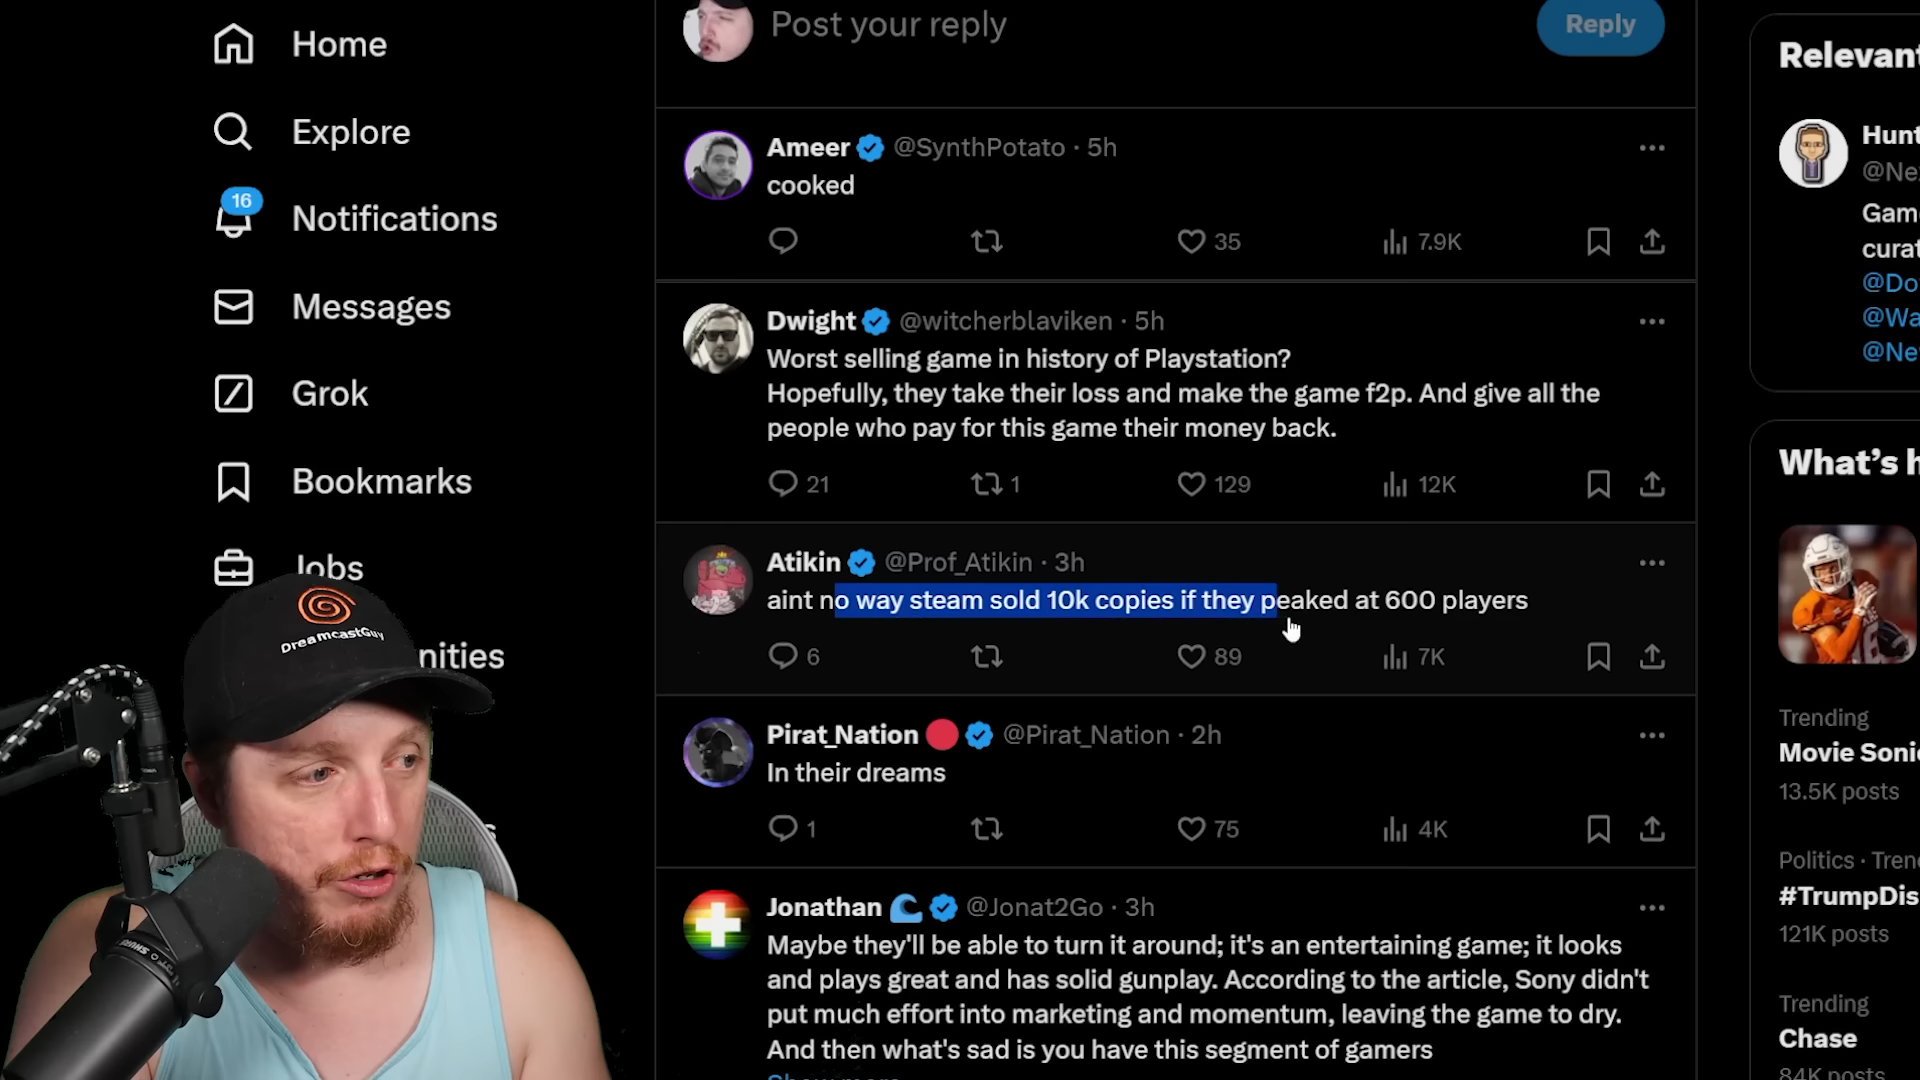 Home
Explore
16
Notifications
Messages
Grok
Bookmarks
Jobs
nities
DreamcastGuy
SHURE
Post your reply
Reply
Ameer @SynthPotato · 5h
cooked
35 7.9K
Dwight @witcherblaviken · 5h
Worst selling game in history of Playstation?
Hopefully, they take their loss and make the game f2p. And give all the
people who pay for this game their money back.
21 1 129 12K
Atikin @Prof_Atikin · 3h
aint no way steam sold 10k copies if they peaked at 600 players
6 89 7K
Pirat_Nation @Pirat_Nation · 2h
In their dreams
1 75 4K
Jonathan @Jonat2Go · 3h
Maybe they'll be able to turn it around; it's an entertaining game; it looks
and plays great and has solid gunplay. According to the article, Sony didn't
put much effort into marketing and momentum, leaving the game to dry.
And then what's sad is you have this segment of gamers
Show more
Relevan
Hunt
@Ne
Game
curat
@Do
@Wa
@Ne
What's h
Trending
Movie Sonic
13.5K posts
Politics · Tren
#TrumpDis
121K posts
Trending
Chase
84K posts